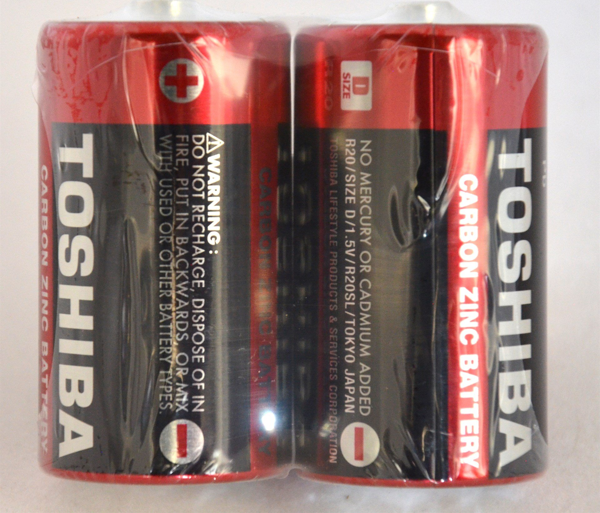 TOSHIBA
CARBON ZINC BATTERY
⚠WARNING:
DO NOT RECHARGE, DISPOSE OF IN
FIRE, PUT IN BACKWARDS, OR MIX
WITH USED OR OTHER BATTERY TYPES.
D
SIZE
R20
NO MERCURY OR CADMIUM ADDED
R20/SIZE D/1.5V/R20SL/TOKYO JAPAN
TOSHIBA LIFESTYLE PRODUCTS & SERVICES CORPORATION
TOSHIBA
CARBON ZINC BATTERY